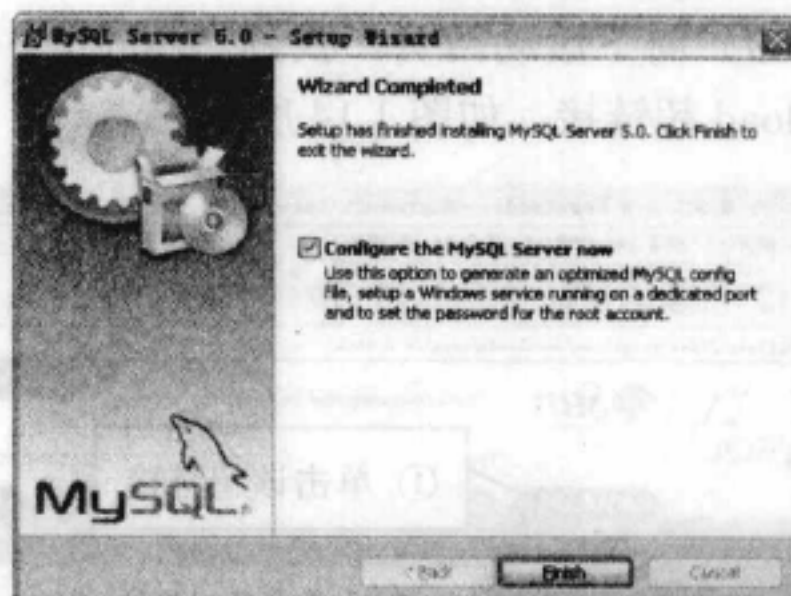 MySQL Server 5.0 - Setup Wizard
Wizard Completed
Setup has finished installing MySQL Server 5.0. Click Finish to
exit the wizard.
Configure the MySQL Server now
Use this option to generate an optimized MySQL config
file, setup a Windows service running on a dedicated port
and to set the password for the root account.
MySQL
< Back
Finish
Cancel